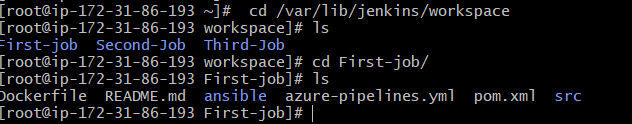 [root@ip-172-31-86-193 ~]#  cd /var/lib/jenkins/workspace
[root@ip-172-31-86-193 workspace]# ls
First-job  Second-Job  Third-Job
[root@ip-172-31-86-193 workspace]# cd First-job/
[root@ip-172-31-86-193 First-job]# ls
Dockerfile  README.md  ansible  azure-pipelines.yml  pom.xml  src
[root@ip-172-31-86-193 First-job]#